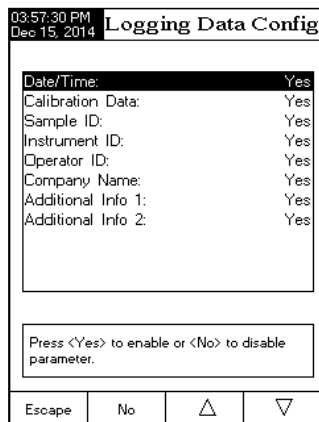 03:57:30 PM
Dec 15, 2014
Logging Data Config
Date/Time: Yes
Calibration Data: Yes
Sample ID: Yes
Instrument ID: Yes
Operator ID: Yes
Company Name: Yes
Additional Info 1: Yes
Additional Info 2: Yes
Press <Yes> to enable or <No> to disable
parameter.
Escape No